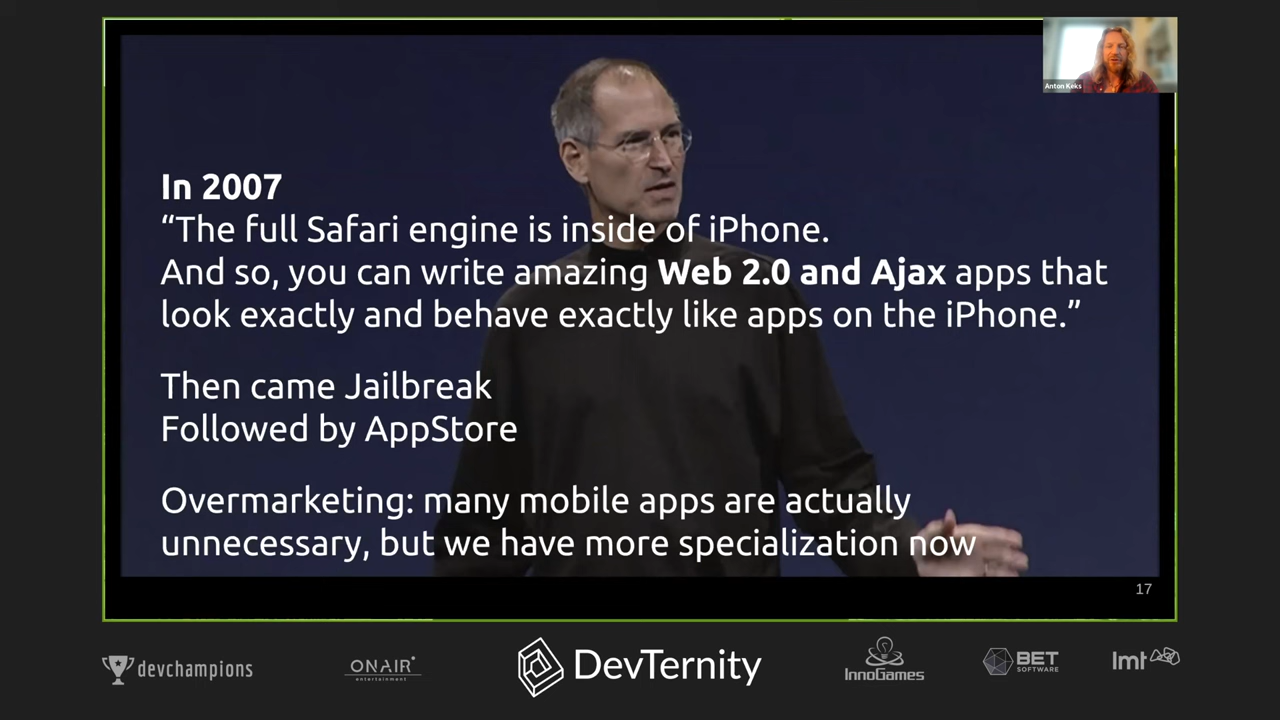 Anton Keks
In 2007
“The full Safari engine is inside of iPhone.
And so, you can write amazing Web 2.0 and Ajax apps that
look exactly and behave exactly like apps on the iPhone.”
Then came Jailbreak
Followed by AppStore
Overmarketing: many mobile apps are actually
unnecessary, but we have more specialization now
17
devchampions
ONAIR
entertainment
DevTernity
InnoGames
BET
SOFTWARE
lmt